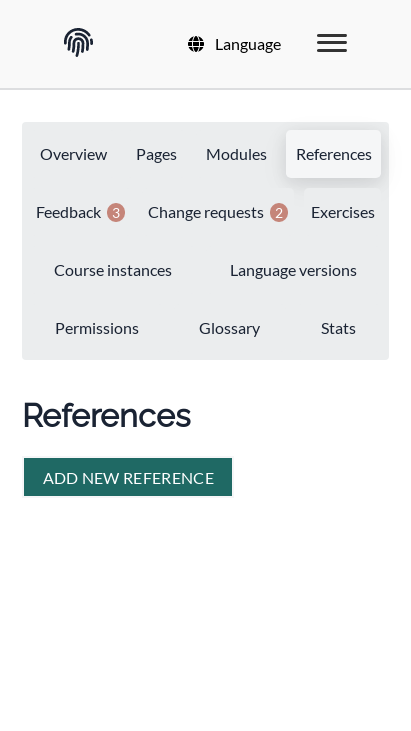 Language
Overview Pages Modules References
Feedback 3 Change requests 2 Exercises
Course instances Language versions
Permissions Glossary Stats
References
ADD NEW REFERENCE